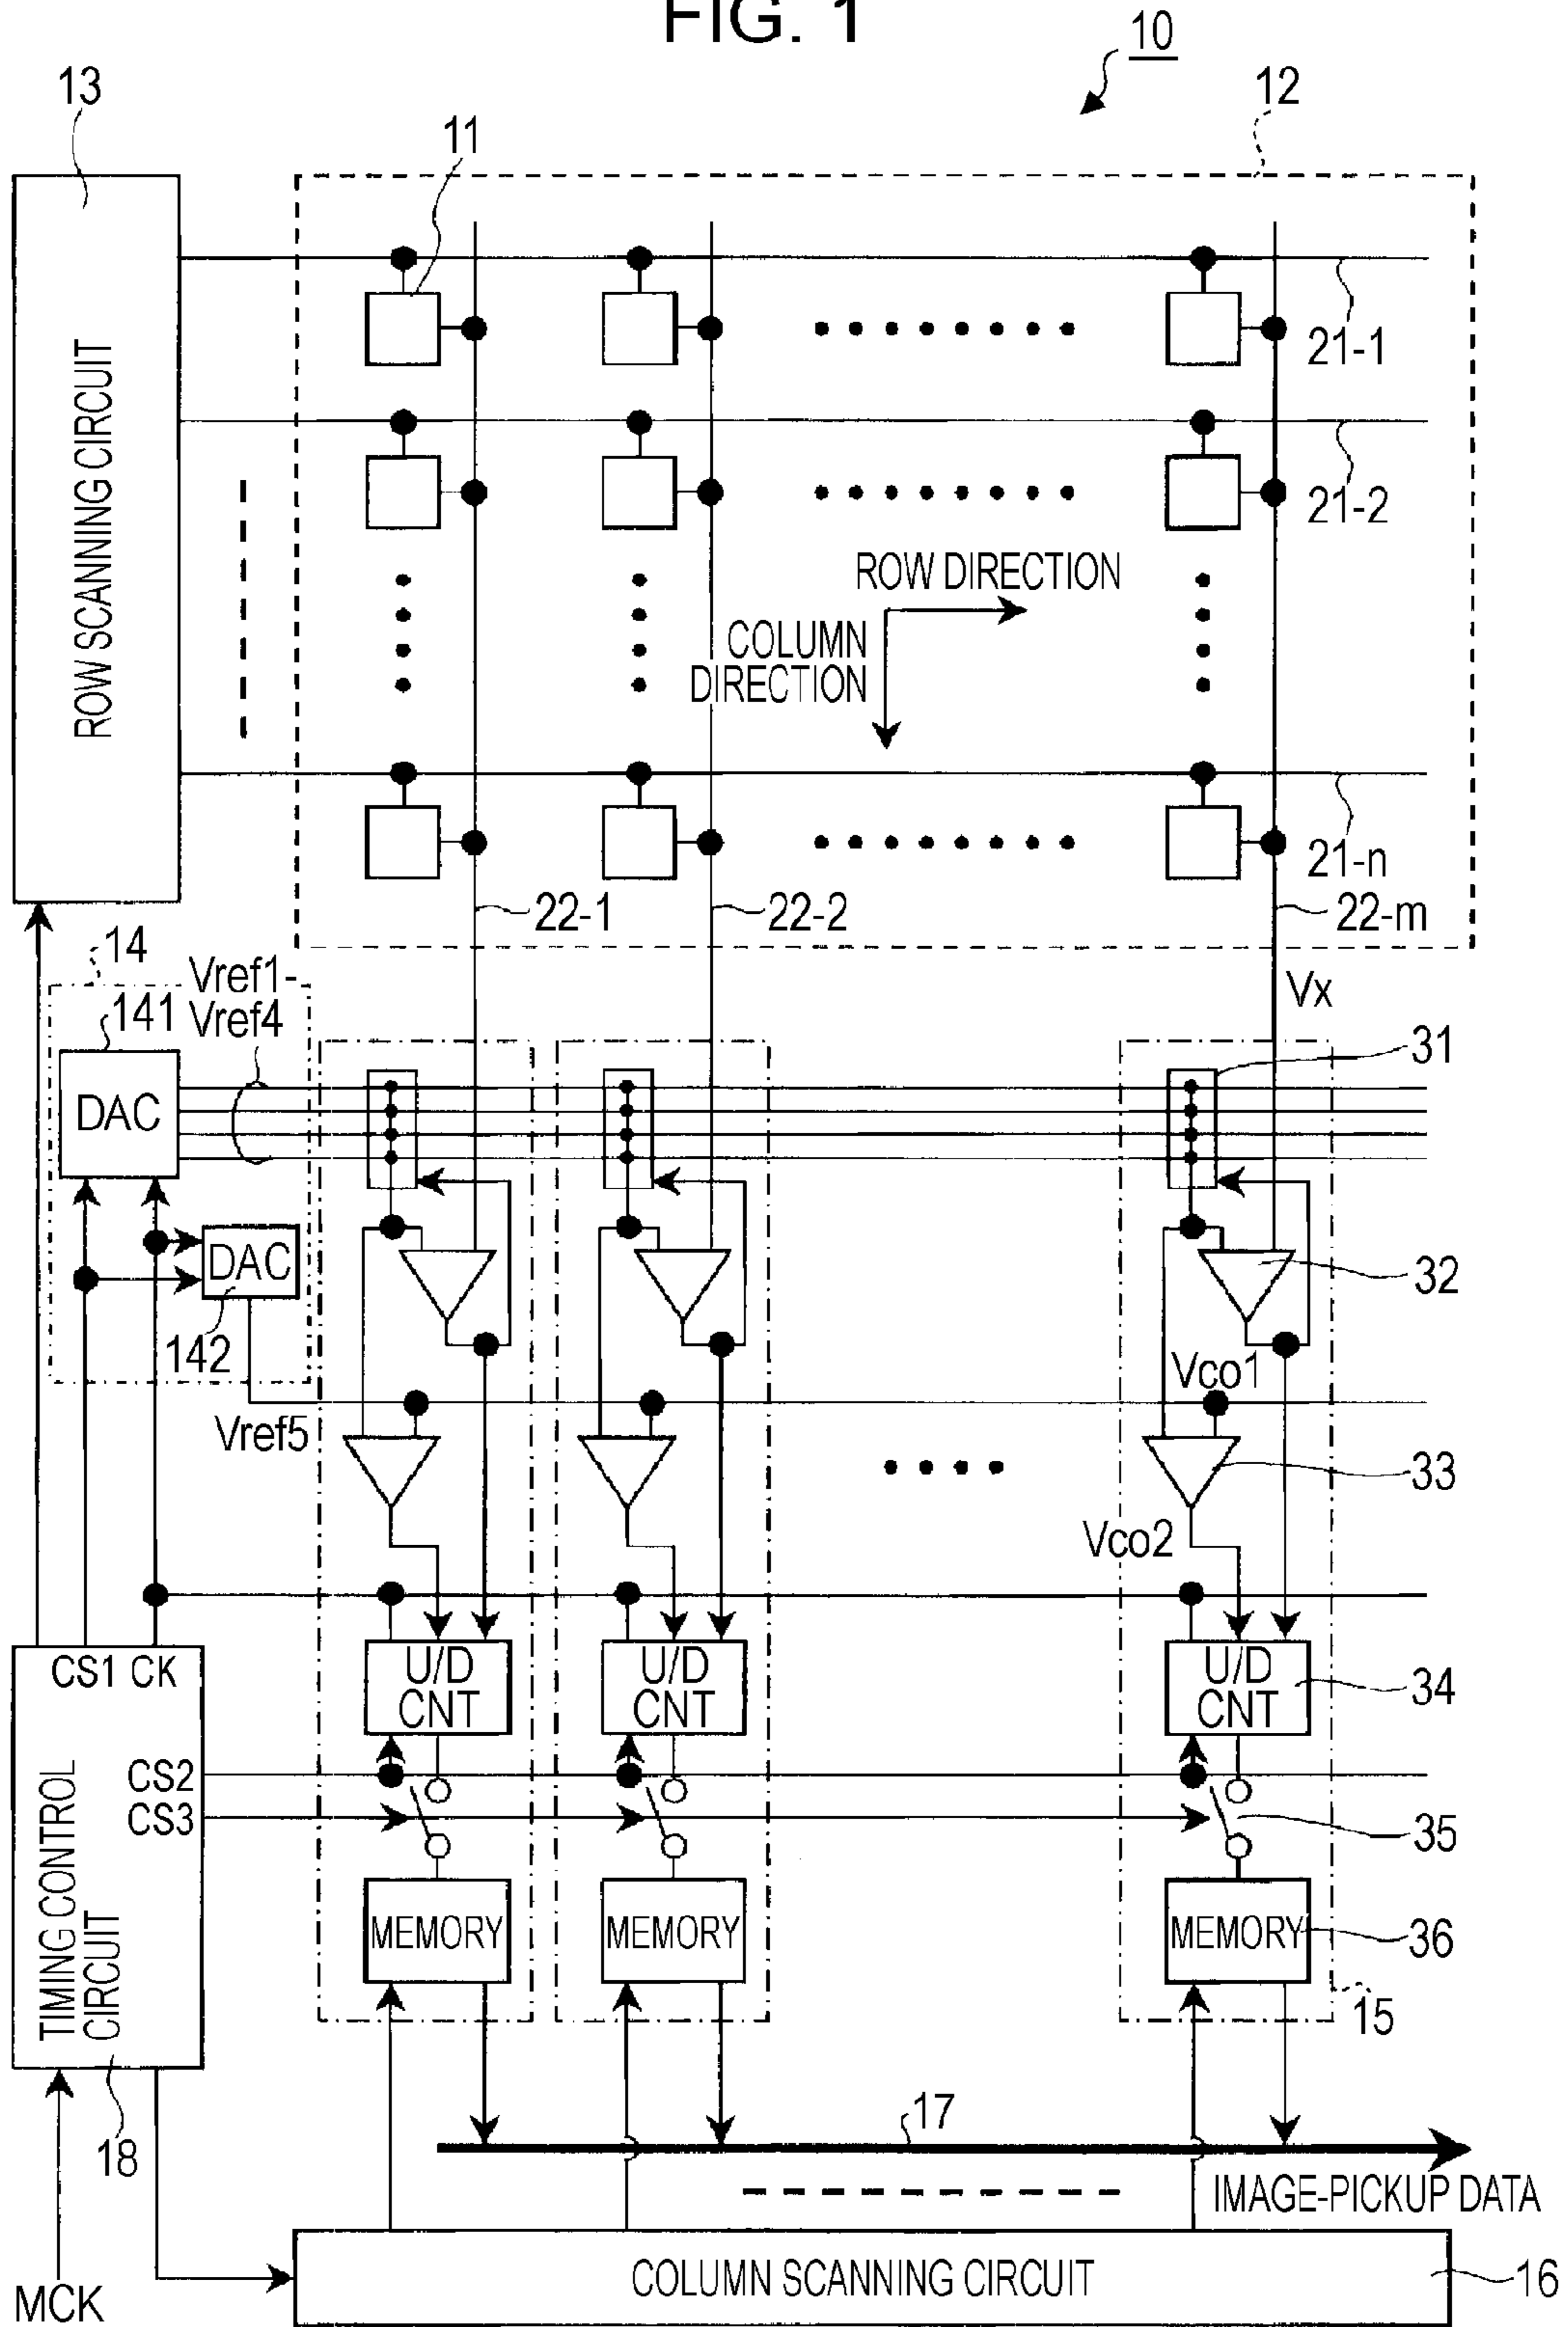 FIG. 1
10
13
12
11
ROW SCANNING CIRCUIT
21-1
21-2
ROW DIRECTION
COLUMN
DIRECTION
21-n
22-1
22-2
22-m
14
Vref1-
Vref4
Vx
141
31
DAC
DAC
32
142
Vco1
Vref5
33
Vco2
CS1 CK
U/D
CNT
U/D
CNT
U/D
CNT
34
CS2
CS3
35
TIMING CONTROL
CIRCUIT
MEMORY
MEMORY
MEMORY
36
15
18
17
IMAGE-PICKUP DATA
MCK
COLUMN SCANNING CIRCUIT
16